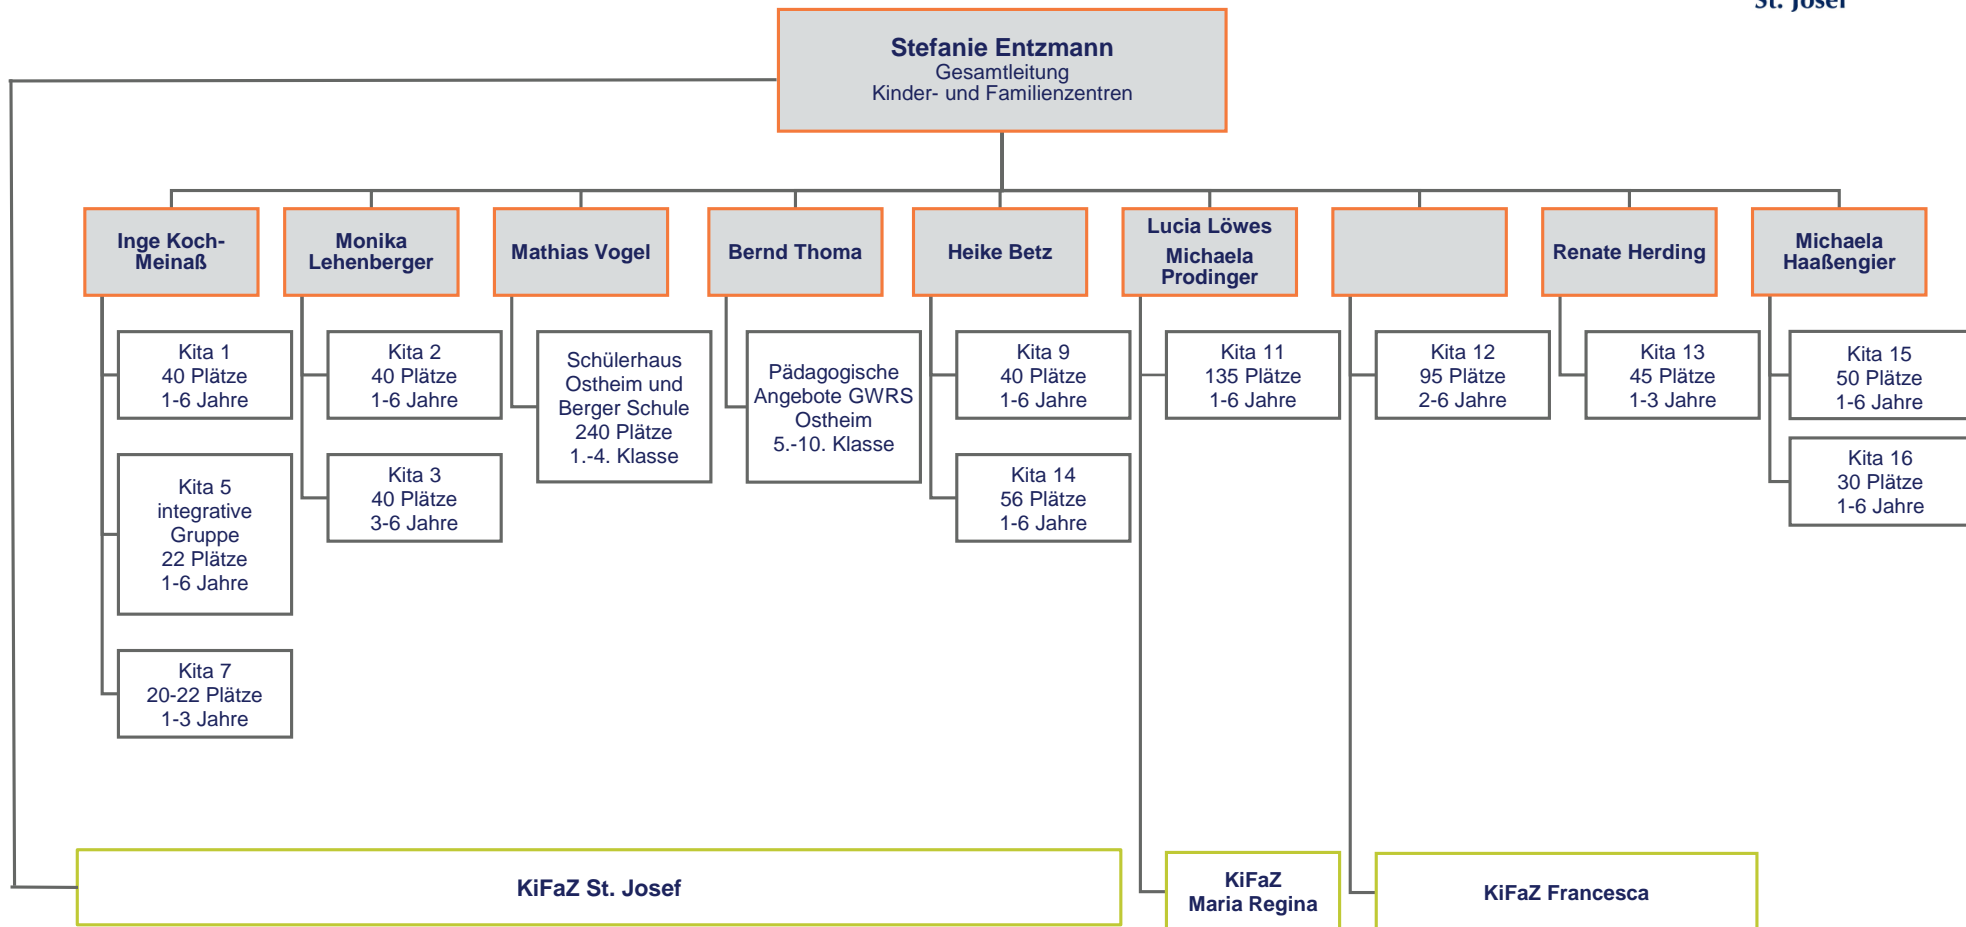 St. Josef
Stefanie Entzmann
Gesamtleitung
Kinder- und Familienzentren
Inge Koch-
Meinaß
Monika
Lehenberger
Mathias Vogel
Bernd Thoma
Heike Betz
Lucia Löwes
Michaela
Prodinger
Renate Herding
Michaela
Haaßengier
Kita 1
40 Plätze
1-6 Jahre
Kita 5
integrative
Gruppe
22 Plätze
1-6 Jahre
Kita 7
20-22 Plätze
1-3 Jahre
Kita 2
40 Plätze
1-6 Jahre
Kita 3
40 Plätze
3-6 Jahre
Schülerhaus
Ostheim und
Berger Schule
240 Plätze
1.-4. Klasse
Pädagogische
Angebote GWRS
Ostheim
5.-10. Klasse
Kita 9
40 Plätze
1-6 Jahre
Kita 14
56 Plätze
1-6 Jahre
Kita 11
135 Plätze
1-6 Jahre
Kita 12
95 Plätze
2-6 Jahre
Kita 13
45 Plätze
1-3 Jahre
Kita 15
50 Plätze
1-6 Jahre
Kita 16
30 Plätze
1-6 Jahre
KiFaZ St. Josef
KiFaZ
Maria Regina
KiFaZ Francesca